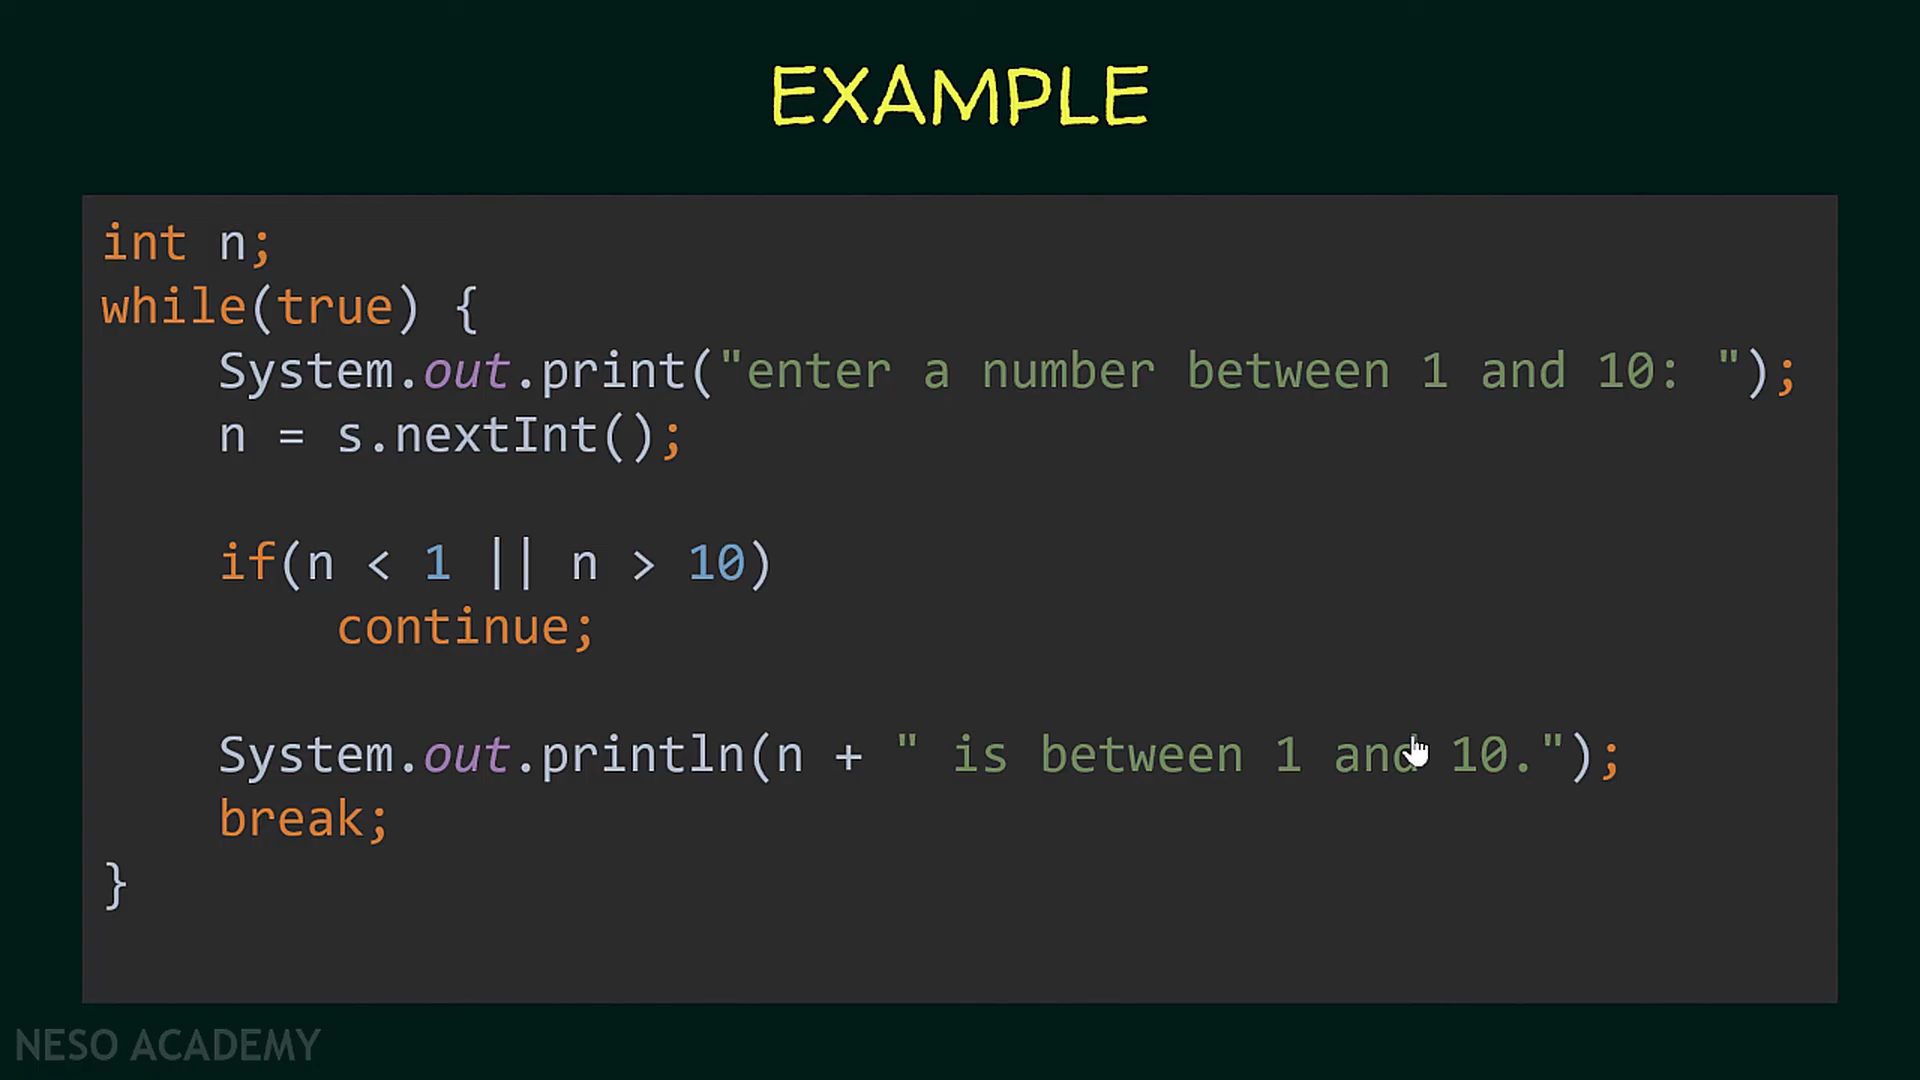 EXAMPLE
int n;
while(true) {
System.out.print("enter a number between 1 and 10: ");
n = s.nextInt();
if(n < 1 || n > 10)
continue;
System.out.println(n + " is between 1 and 10.");
break;
}
NESO ACADEMY